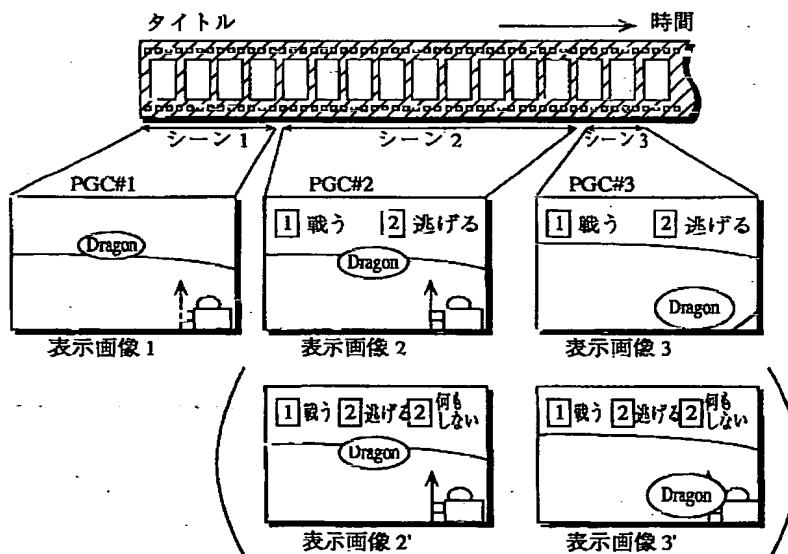 タイトル
時間
シーン1
シーン2
シーン3
PGC#1
PGC#2
PGC#3
Dragon
1 戦う 2 逃げる
Dragon
1 戦う 2 逃げる
Dragon
表示画像1
表示画像2
表示画像3
1 戦う 2 逃げる 2 何もしない
Dragon
1 戦う 2 逃げる 2 何もしない
Dragon
表示画像2'
表示画像3'